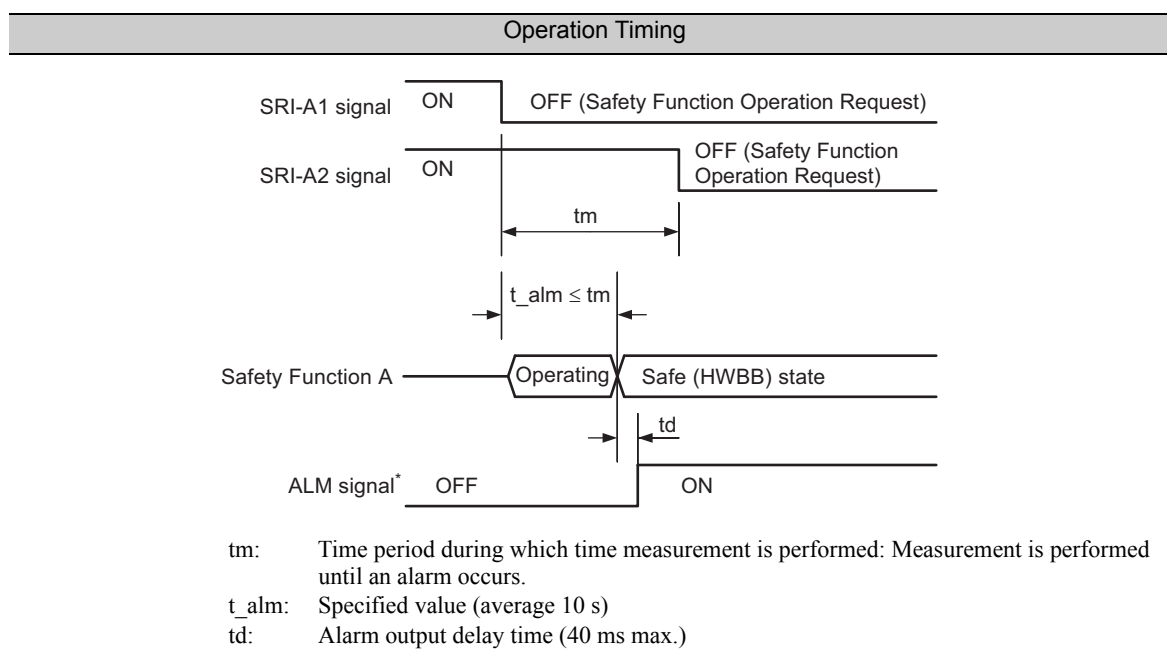 Operation Timing
SRI-A1 signal ON OFF (Safety Function Operation Request)
SRI-A2 signal ON OFF (Safety Function
Operation Request)
tm
t_alm ≤ tm
Safety Function A Operating Safe (HWBB) state
td
ALM signal* OFF ON
tm: Time period during which time measurement is performed: Measurement is performed
until an alarm occurs.
t_alm: Specified value (average 10 s)
td: Alarm output delay time (40 ms max.)